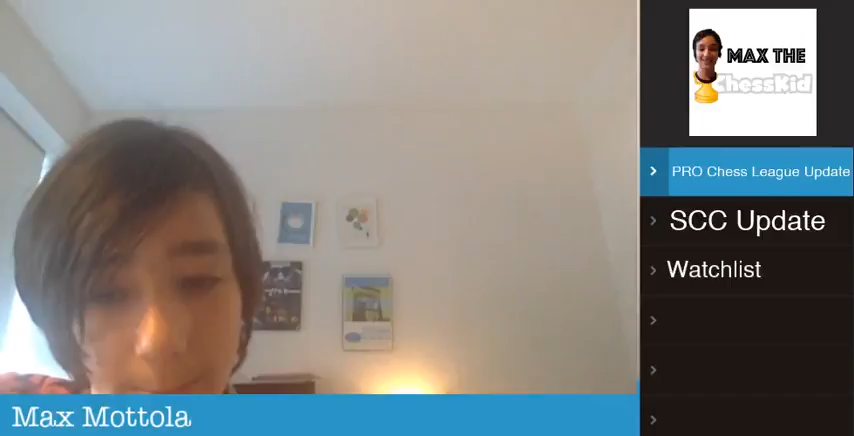 MAX THE
ChessKid
PRO Chess League Update
SCC Update
Watchlist
Max Mottola